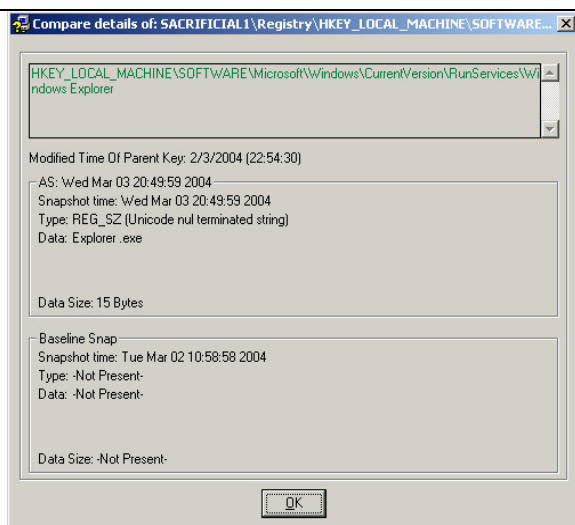 Compare details of: SACRIFICIAL1\Registry\HKEY_LOCAL_MACHINE\SOFTWARE...
HKEY_LOCAL_MACHINE\SOFTWARE\Microsoft\Windows\CurrentVersion\RunServices\Wi
ndows Explorer
Modified Time Of Parent Key: 2/3/2004 (22:54:30)
AS: Wed Mar 03 20:49:59 2004
Snapshot time: Wed Mar 03 20:49:59 2004
Type: REG_SZ (Unicode nul terminated string)
Data: Explorer .exe
Data Size: 15 Bytes
Baseline Snap
Snapshot time: Tue Mar 02 10:58:58 2004
Type: -Not Present-
Data: -Not Present-
Data Size: -Not Present-
OK